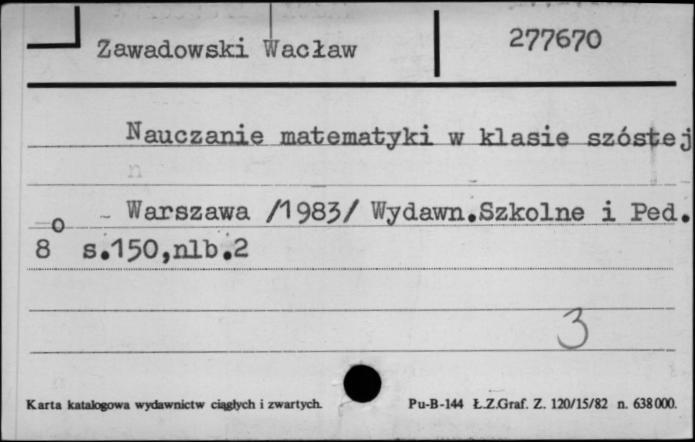 Zawadowski Wacław
277670
Nauczanie matematyki w klasie szóstej
- Warszawa /1983/ Wydawn.Szkolne i Ped.
8° s.150,nlb.2
3
Karta katalogowa wydawnictw ciągłych i zwartych.
Pu-B-144 Ł.Z.Graf. Z. 120/15/82 n. 638000.